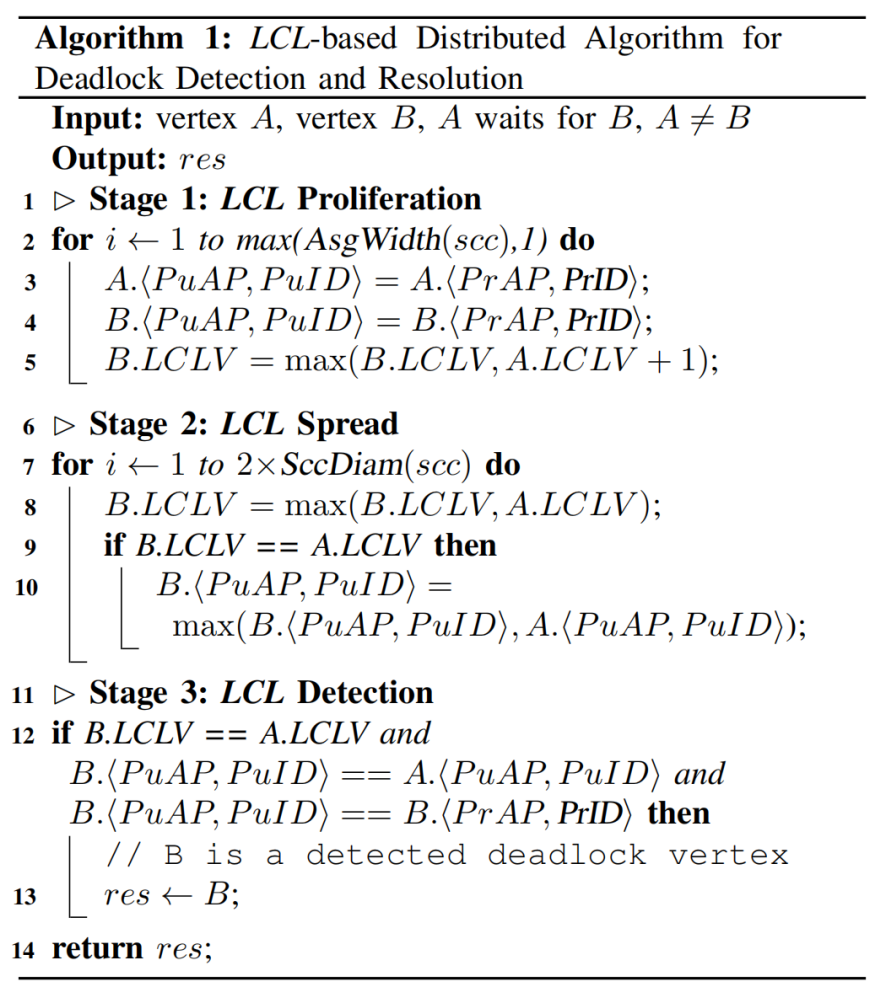 Algorithm 1: LCL-based Distributed Algorithm for
Deadlock Detection and Resolution
Input: vertex A, vertex B, A waits for B, A ≠ B
Output: res
1 ▷ Stage 1: LCL Proliferation
2 for i ← 1 to max(AsgWidth(scc),1) do
3 A.⟨PuAP, PuID⟩ = A.⟨PrAP, PrID⟩;
4 B.⟨PuAP, PuID⟩ = B.⟨PrAP, PrID⟩;
5 B.LCLV = max(B.LCLV, A.LCLV + 1);
6 ▷ Stage 2: LCL Spread
7 for i ← 1 to 2×SccDiam(scc) do
8 B.LCLV = max(B.LCLV, A.LCLV);
9 if B.LCLV == A.LCLV then
10 B.⟨PuAP, PuID⟩ =
max(B.⟨PuAP, PuID⟩, A.⟨PuAP, PuID⟩);
11 ▷ Stage 3: LCL Detection
12 if B.LCLV == A.LCLV and
B.⟨PuAP, PuID⟩ == A.⟨PuAP, PuID⟩ and
B.⟨PuAP, PuID⟩ == B.⟨PrAP, PrID⟩ then
// B is a detected deadlock vertex
13 res ← B;
14 return res;